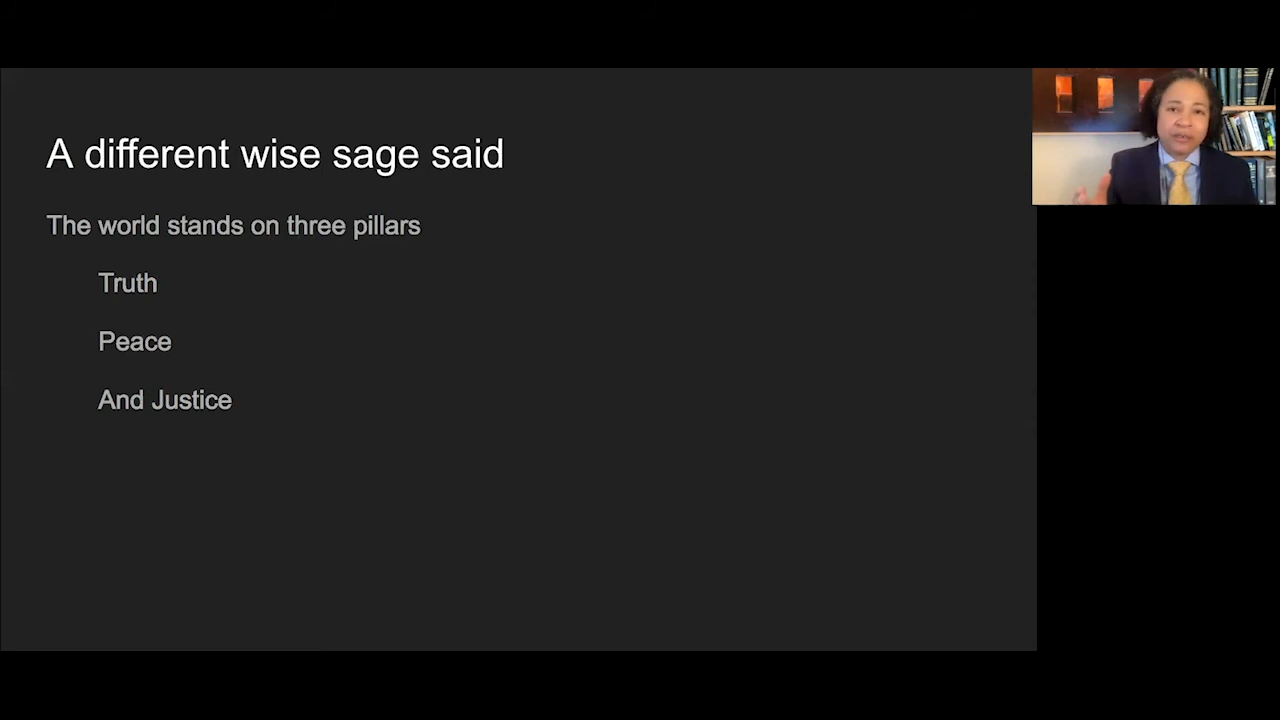 A different wise sage said
The world stands on three pillars
Truth
Peace
And Justice